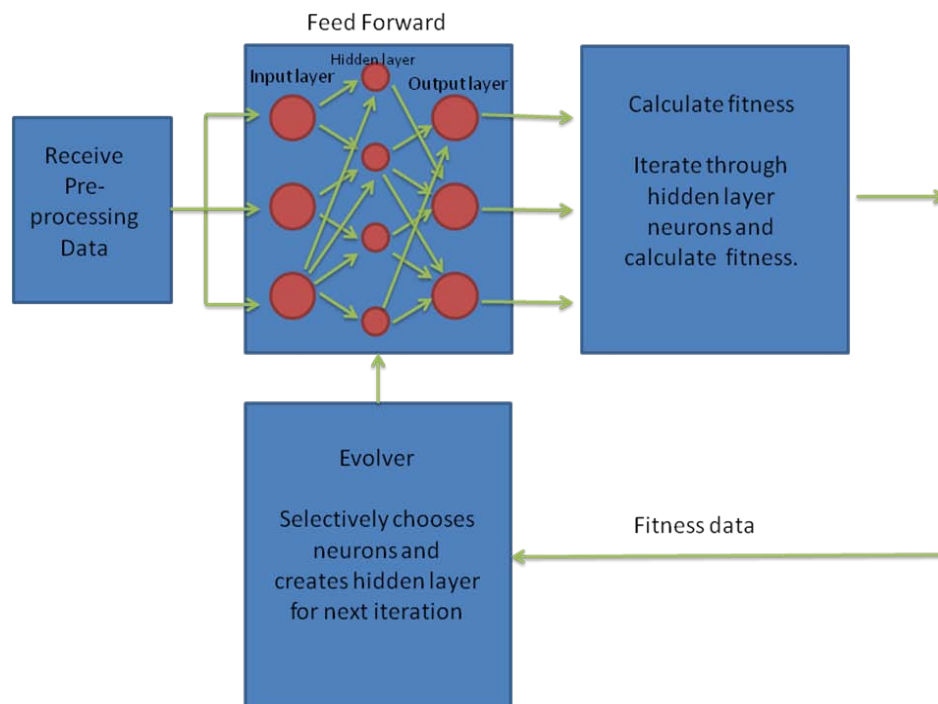 Feed Forward
Hidden layer
Input layer
Output layer
Receive
Pre-
processing
Data
Calculate fitness
Iterate through
hidden layer
neurons and
calculate fitness.
Evolver
Selectively chooses
neurons and
creates hidden layer
for next iteration
Fitness data